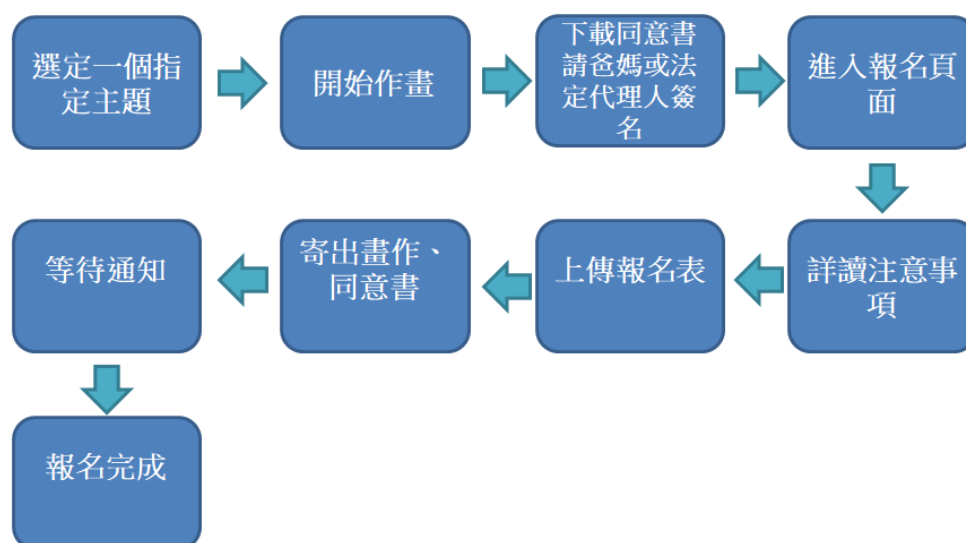 選定一個指
定主題
開始作畫
下載同意書
請爸媽或法
定代理人簽
名
進入報名頁
面
詳讀注意事
項
上傳報名表
寄出畫作、
同意書
等待通知
報名完成